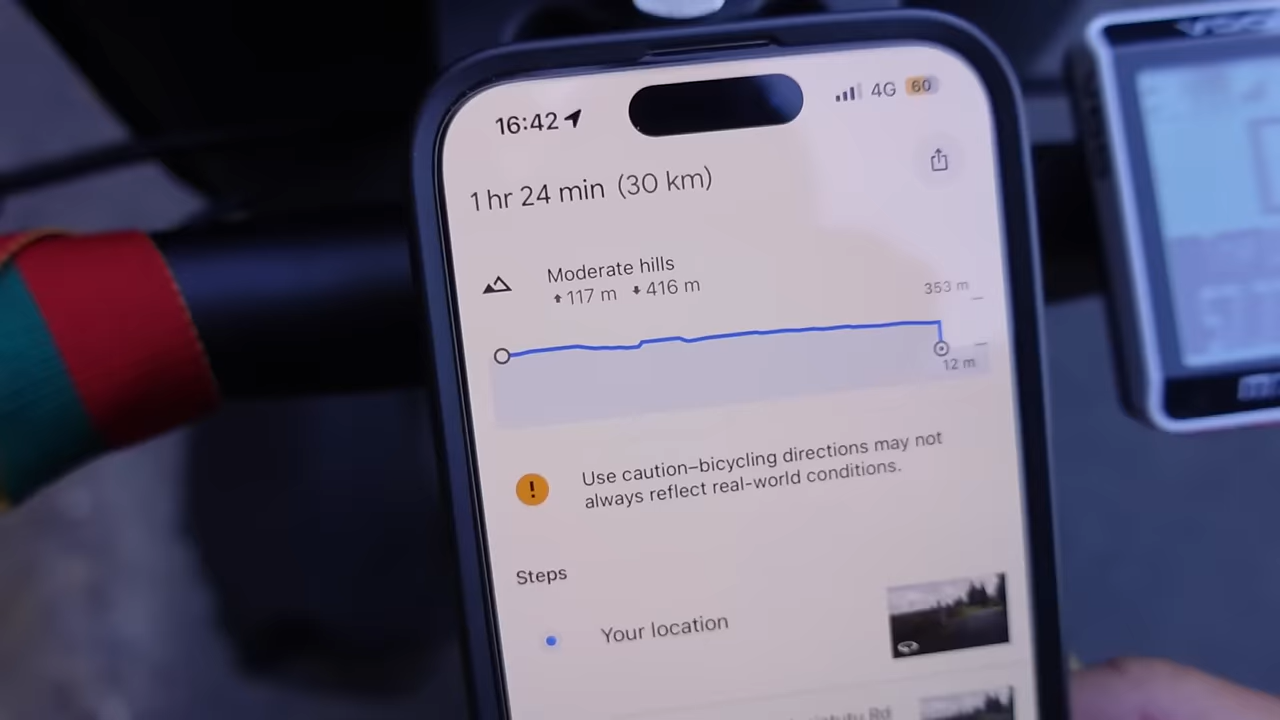 16:42
4G 60
1 hr 24 min (30 km)
Moderate hills
117 m 416 m
353 m
12 m
Use caution–bicycling directions may not
always reflect real-world conditions.
Steps
Your location
Rd